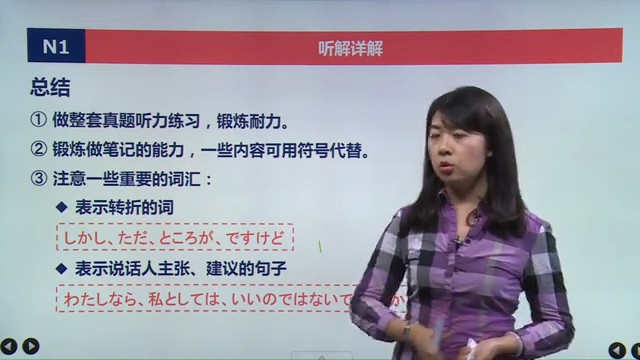 N1
听解详解
总结
① 做整套真题听力练习，锻炼耐力。
② 锻炼做笔记的能力，一些内容可用符号代替。
③ 注意一些重要的词汇：
◆ 表示转折的词
しかし、ただ、ところが、ですけど
◆ 表示说话人主张、建议的句子
わたしなら、私としては、いいのではないで か